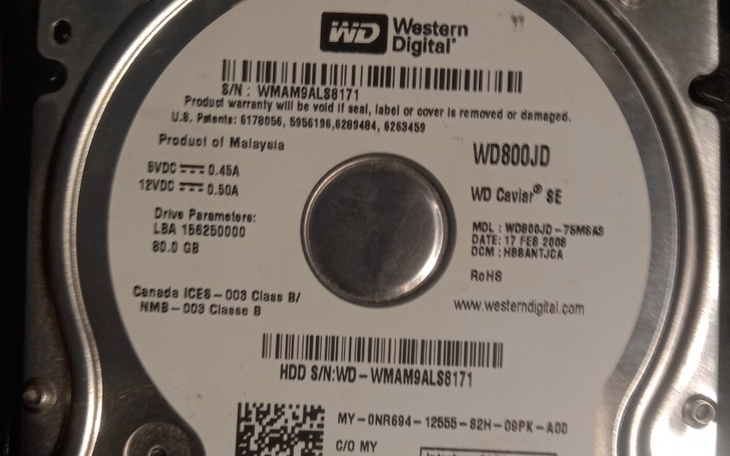 WD Western
Digital®
S/N : WMAM9ALS8171
Product warranty will be void if seal, label or cover is removed or damaged.
U.S. Patents: 6178056, 5956196,6289484, 6263459
Product of Malaysia
WD800JD
5VDC 0.45A
12VDC 0.50A
WD Caviar® SE
Drive Parameters:
LBA 156250000
80.0 GB
MDL : WD800JD-75MSA3
DATE: 17 FEB 2006
DCM : HSBANTJCA
RoHS
Canada ICES-003 Class B/
NMB-003 Classe B
www.westerndigital.com
HDD S/N:WD-WMAM9ALS8171
MY-0NR694-12555-62H-09PK-A00
C/O MY